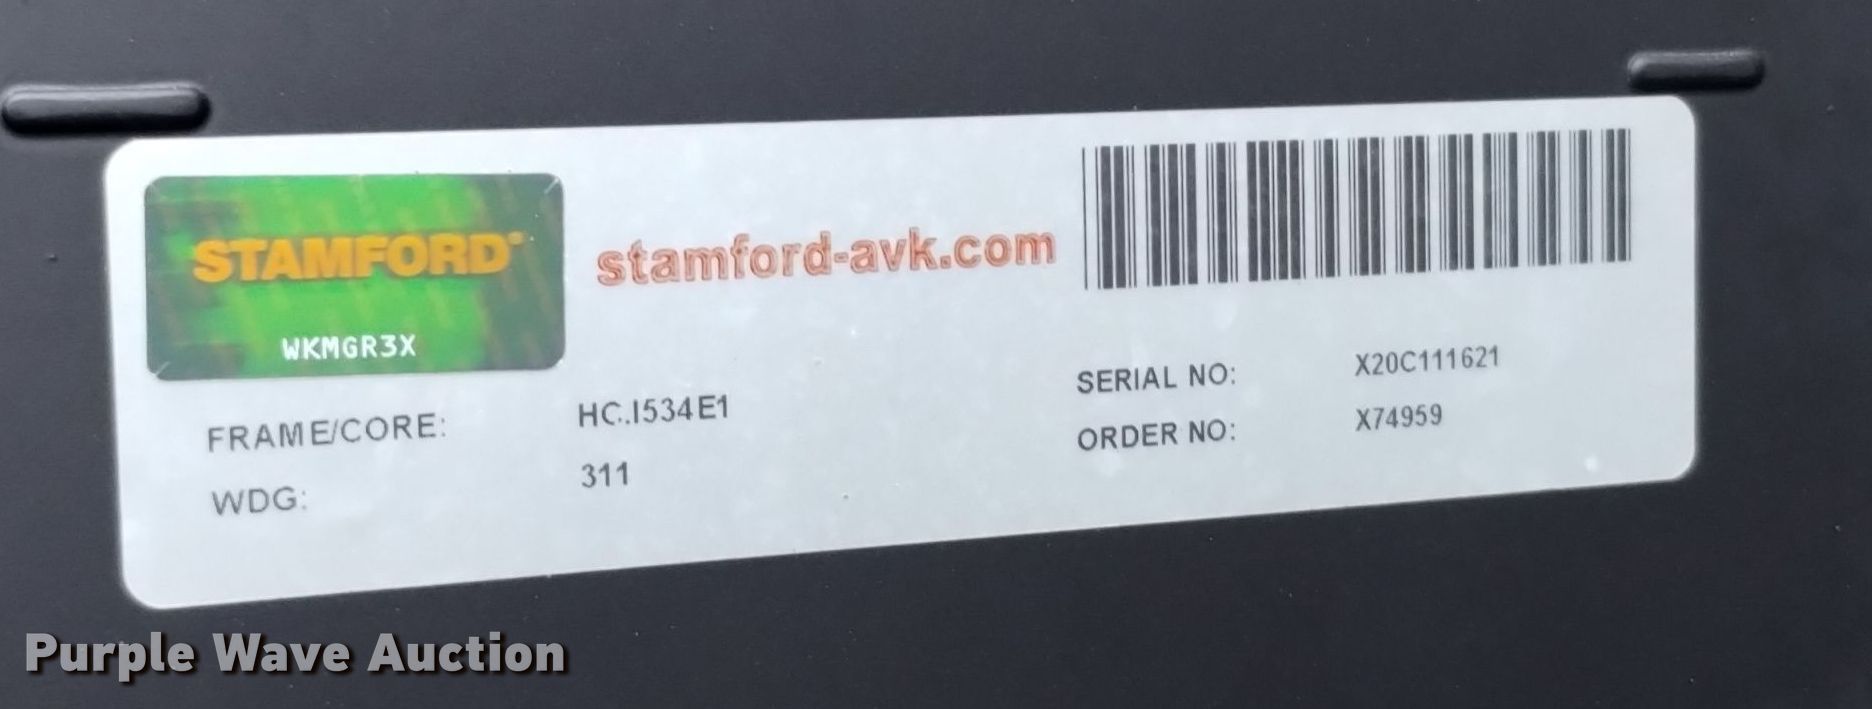 STAMFORD®
WKMGR3X
stamford-avk.com
FRAME/CORE: HC.I534E1
WDG: 311
SERIAL NO: X20C111621
ORDER NO: X74959
Purple Wave Auction